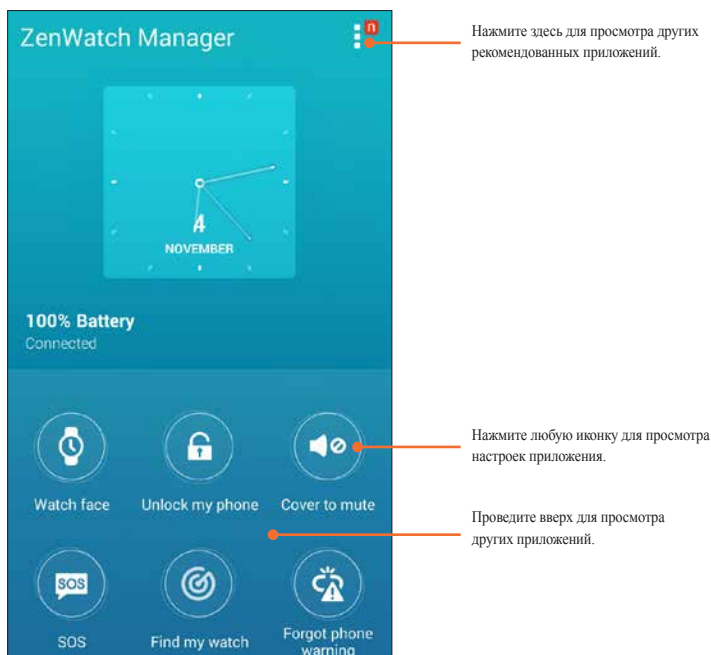 ZenWatch Manager
n
Нажмите здесь для просмотра других
рекомендованных приложений.
4
NOVEMBER
100% Battery
Connected
Нажмите любую иконку для просмотра
настроек приложения.
Watch face
Unlock my phone
Cover to mute
Проведите вверх для просмотра
других приложений.
SOS
SOS
Find my watch
Forgot phone
warning